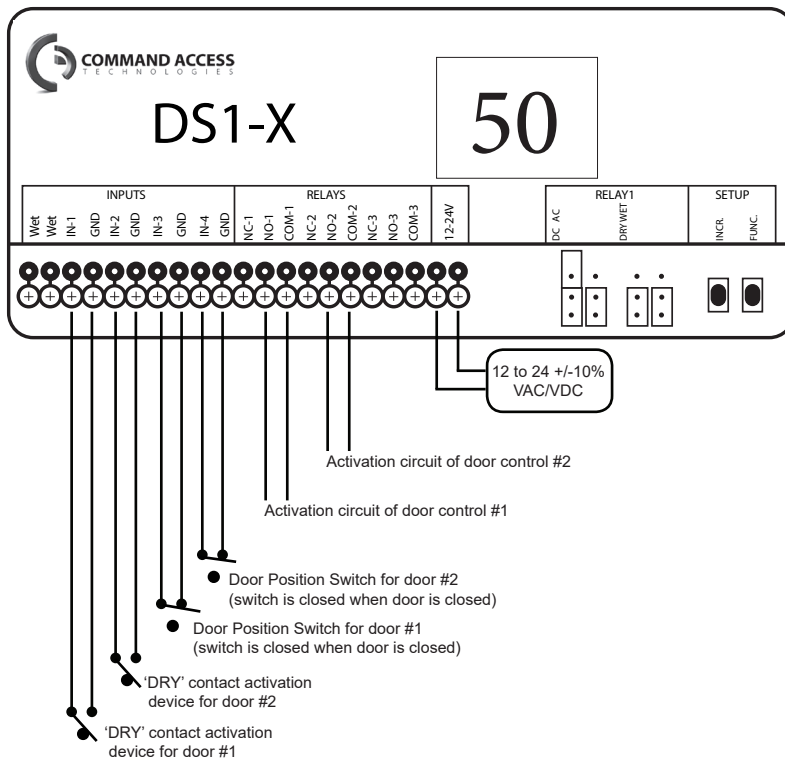 COMMAND ACCESS
TECHNOLOGIES
DS1-X
50
INPUTS
RELAYS
RELAY1
SETUP
Wet
Wet
IN-1
GND
IN-2
GND
IN-3
GND
IN-4
GND
NC-1
NO-1
COM-1
NC-2
NO-2
COM-2
NC-3
NO-3
COM-3
12-24V
DC AC
DRY WET
INCR.
FUNC.
12 to 24 +/-10%
VAC/VDC
Activation circuit of door control #2
Activation circuit of door control #1
Door Position Switch for door #2
(switch is closed when door is closed)
Door Position Switch for door #1
(switch is closed when door is closed)
‘DRY’ contact activation
device for door #2
‘DRY’ contact activation
device for door #1